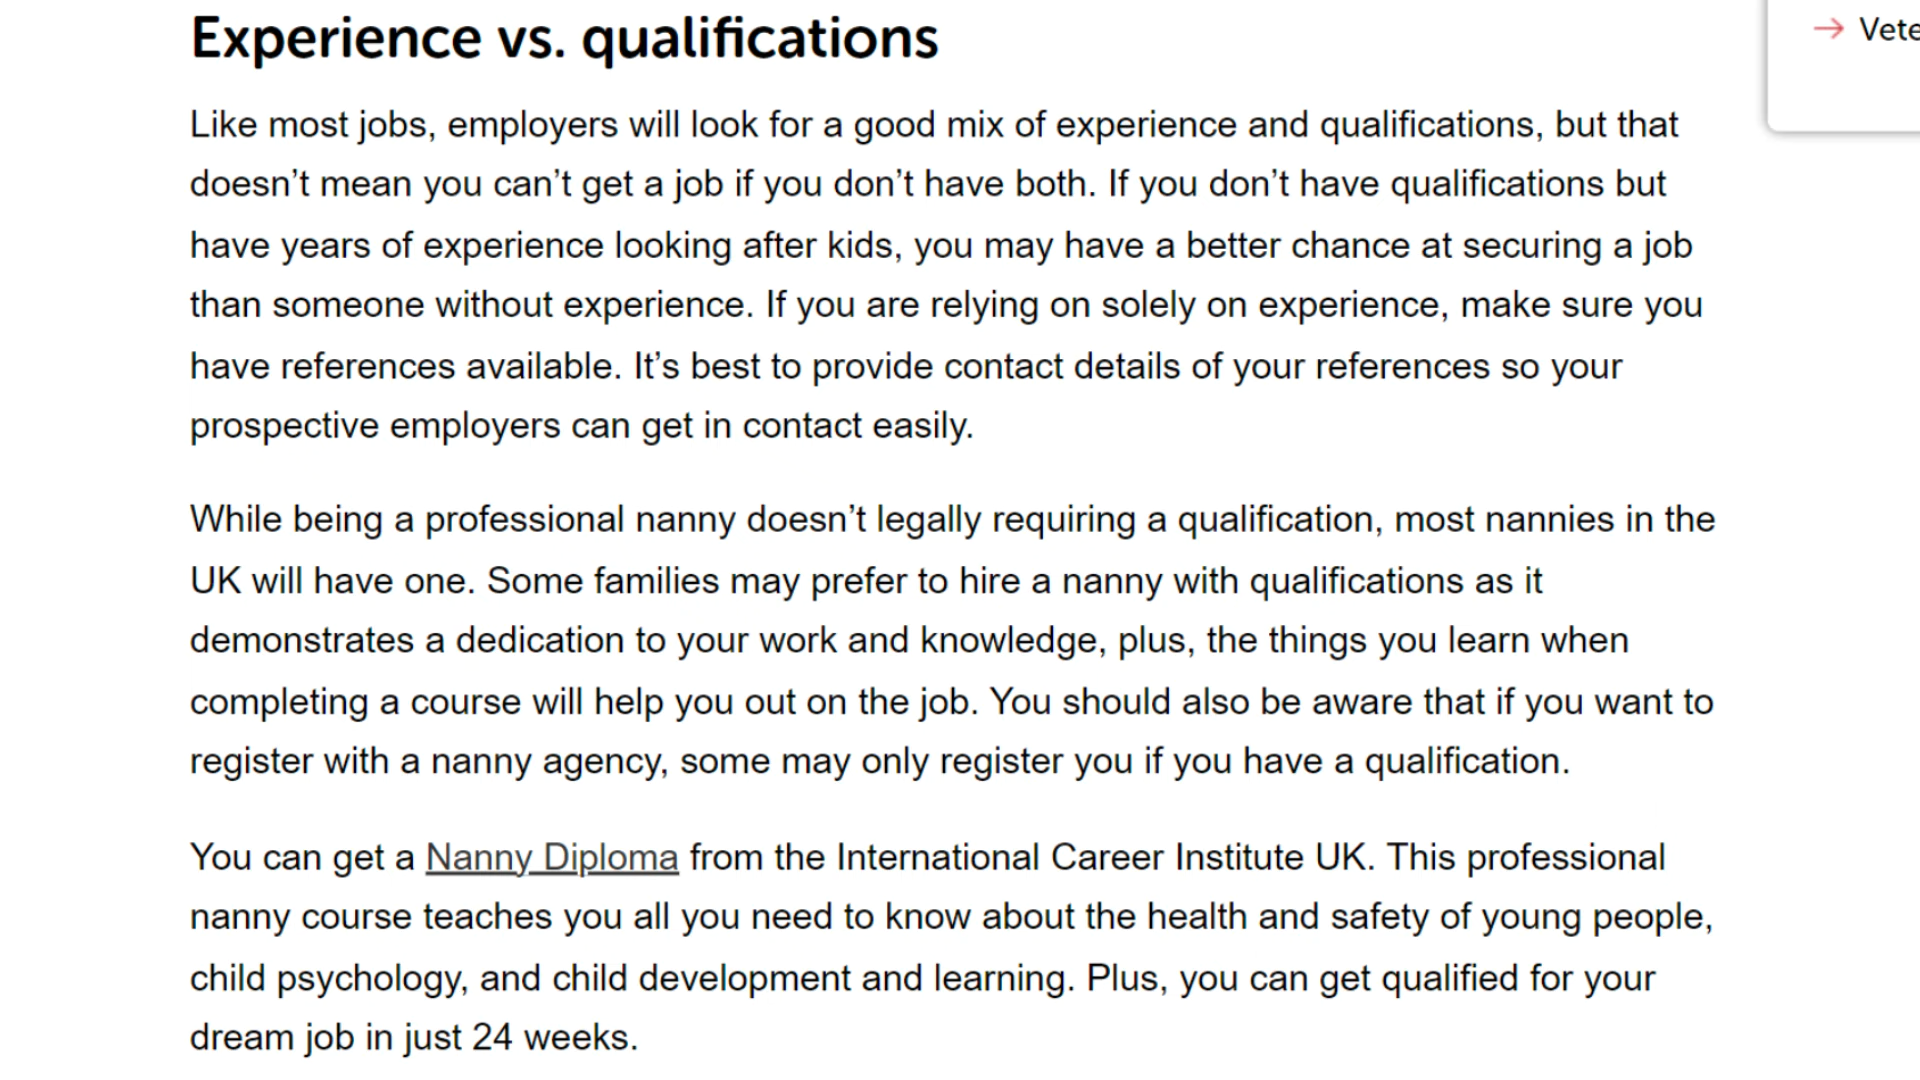 Experience vs. qualifications
Like most jobs, employers will look for a good mix of experience and qualifications, but that
doesn’t mean you can’t get a job if you don’t have both. If you don’t have qualifications but
have years of experience looking after kids, you may have a better chance at securing a job
than someone without experience. If you are relying on solely on experience, make sure you
have references available. It’s best to provide contact details of your references so your
prospective employers can get in contact easily.
While being a professional nanny doesn’t legally requiring a qualification, most nannies in the
UK will have one. Some families may prefer to hire a nanny with qualifications as it
demonstrates a dedication to your work and knowledge, plus, the things you learn when
completing a course will help you out on the job. You should also be aware that if you want to
register with a nanny agency, some may only register you if you have a qualification.
You can get a Nanny Diploma from the International Career Institute UK. This professional
nanny course teaches you all you need to know about the health and safety of young people,
child psychology, and child development and learning. Plus, you can get qualified for your
dream job in just 24 weeks.
→ Vete